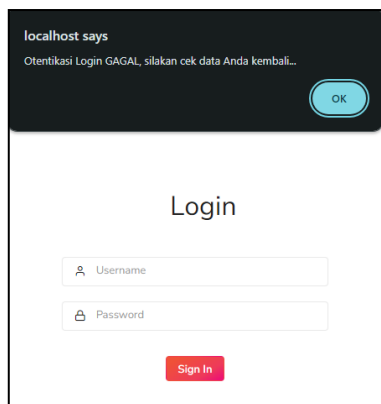 localhost says
Otentikasi Login GAGAL, silakan cek data Anda kembali...
OK
Login
Username
Password
Sign In